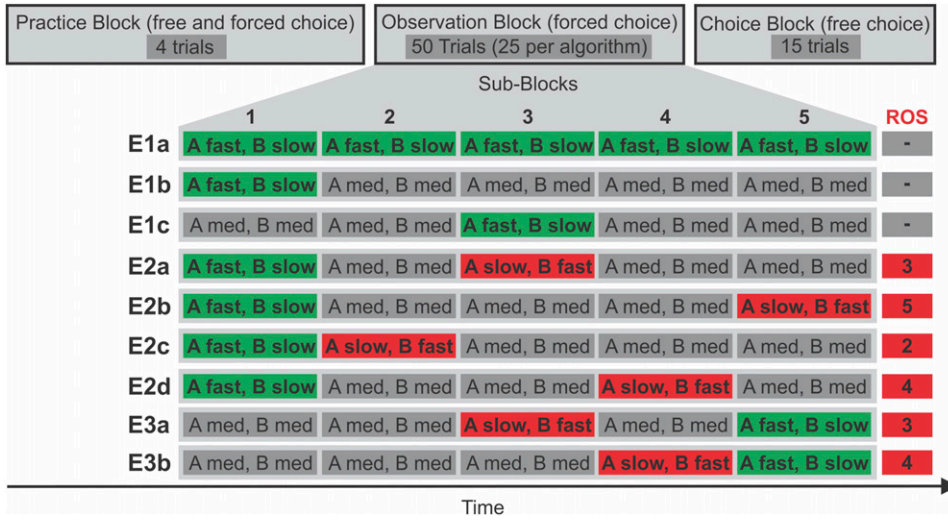 Practice Block (free and forced choice)
4 trials
Observation Block (forced choice)
50 Trials (25 per algorithm)
Choice Block (free choice)
15 trials
Sub-Blocks
1 2 3 4 5 ROS
E1a A fast, B slow A fast, B slow A fast, B slow A fast, B slow A fast, B slow -
E1b A fast, B slow A med, B med A med, B med A med, B med A med, B med -
E1c A med, B med A med, B med A fast, B slow A med, B med A med, B med -
E2a A fast, B slow A med, B med A slow, B fast A med, B med A med, B med 3
E2b A fast, B slow A med, B med A med, B med A med, B med A slow, B fast 5
E2c A fast, B slow A slow, B fast A med, B med A med, B med A med, B med 2
E2d A fast, B slow A med, B med A med, B med A slow, B fast A med, B med 4
E3a A med, B med A med, B med A slow, B fast A med, B med A fast, B slow 3
E3b A med, B med A med, B med A med, B med A slow, B fast A fast, B slow 4
Time